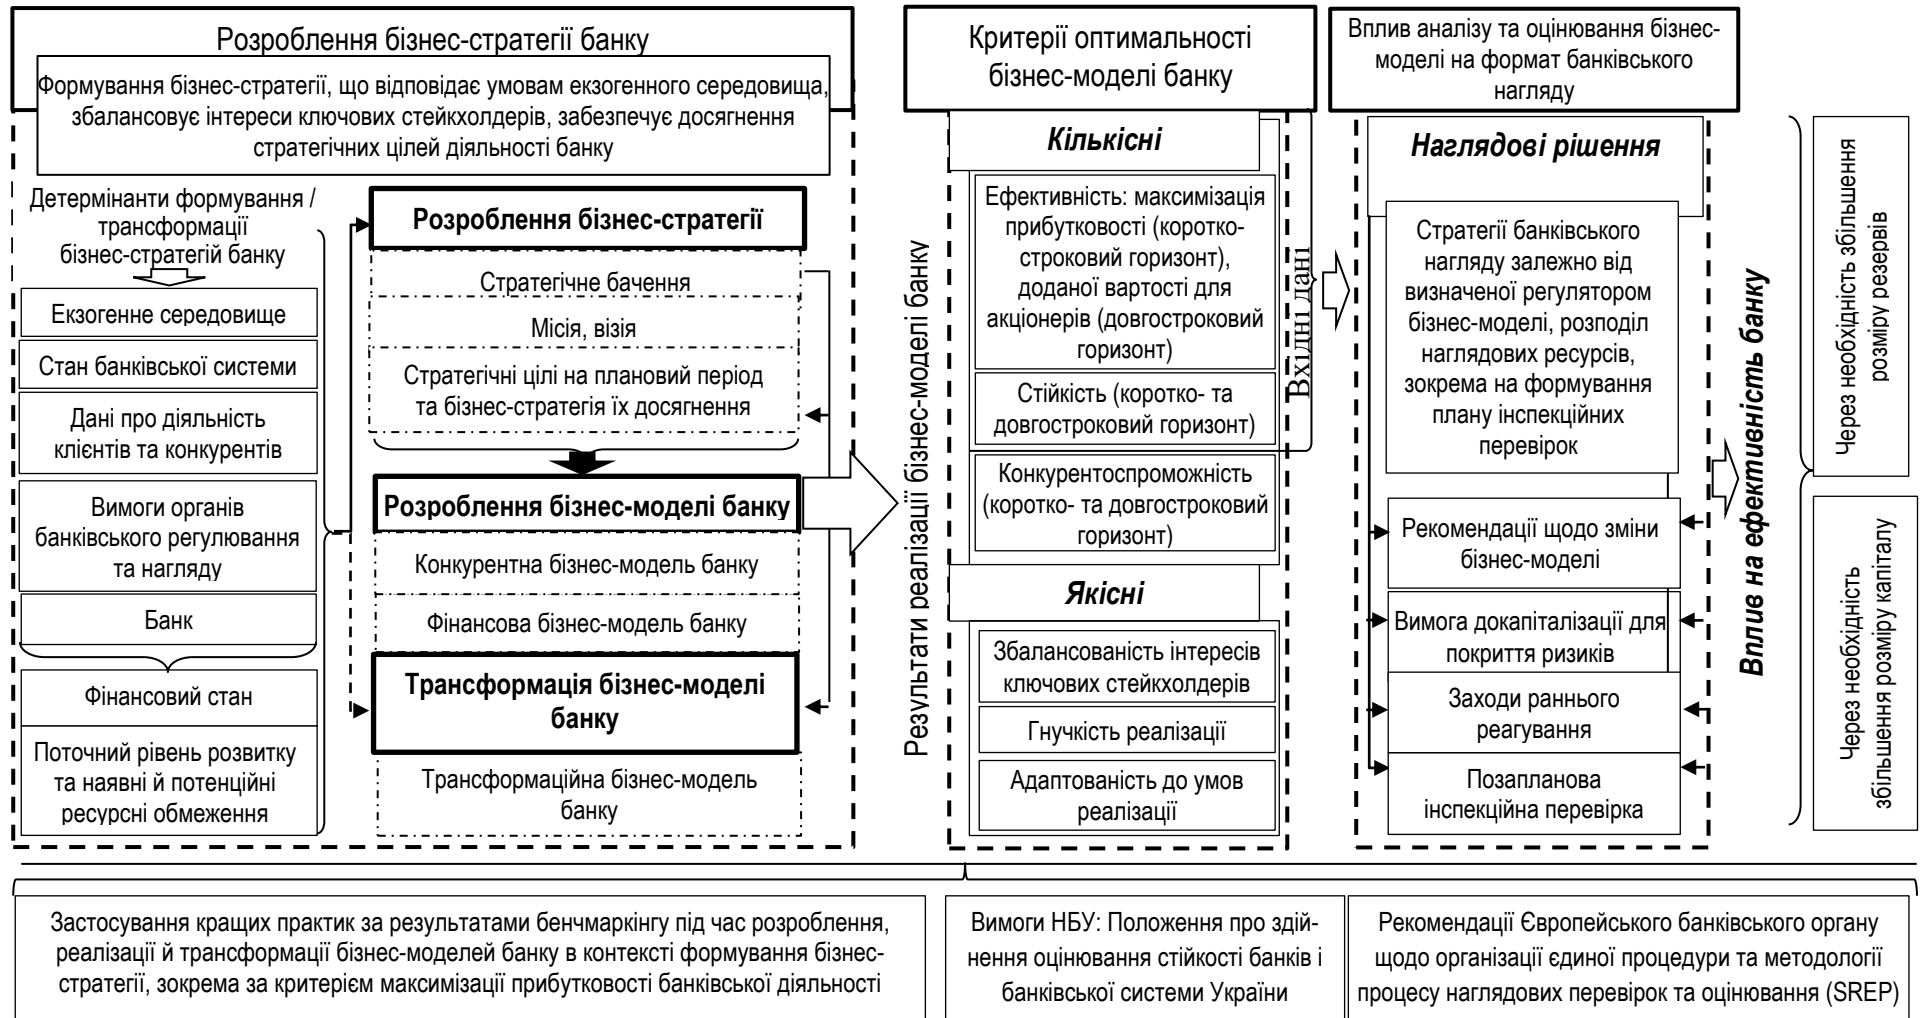 Розроблення бізнес-стратегії банку
Формування бізнес-стратегії, що відповідає умовам екзогенного середовища,
збалансовує інтереси ключових стейкхолдерів, забезпечує досягнення
стратегічних цілей діяльності банку
Детермінанти формування /
трансформації
бізнес-стратегій банку
Екзогенне середовище
Стан банківської системи
Дані про діяльність
клієнтів та конкурентів
Вимоги органів
банківського регулювання
та нагляду
Банк
Фінансовий стан
Поточний рівень розвитку
та наявні й потенційні
ресурсні обмеження
Розроблення бізнес-стратегії
Стратегічне бачення
Місія, візія
Стратегічні цілі на плановий період
та бізнес-стратегія їх досягнення
Розроблення бізнес-моделі банку
Конкурентна бізнес-модель банку
Фінансова бізнес-модель банку
Трансформація бізнес-моделі
банку
Трансформаційна бізнес-модель
банку
Результати реалізації бізнес-моделі банку
Критерії оптимальності
бізнес-моделі банку
Кількісні
Ефективність: максимізація
прибутковості (коротко-
строковий горизонт),
доданої вартості для
акціонерів (довгостроковий
горизонт)
Стійкість (коротко- та
довгостроковий горизонт)
Конкурентоспроможність
(коротко- та довгостроковий
горизонт)
Якісні
Збалансованість інтересів
ключових стейкхолдерів
Гнучкість реалізації
Адаптованість до умов
реалізації
Вхідні дані
Вплив аналізу та оцінювання бізнес-
моделі на формат банківського
нагляду
Наглядові рішення
Стратегії банківського
нагляду залежно від
визначеної регулятором
бізнес-моделі, розподіл
наглядових ресурсів,
зокрема на формування
плану інспекційних
перевірок
Рекомендації щодо зміни
бізнес-моделі
Вимога докапіталізації для
покриття ризиків
Заходи раннього
реагування
Позапланова
інспекційна перевірка
Вплив на ефективність банку
Через необхідність збільшення
розміру резервів
Через необхідність
збільшення розміру капіталу
Застосування кращих практик за результатами бенчмаркінгу під час розроблення,
реалізації й трансформації бізнес-моделей банку в контексті формування бізнес-
стратегії, зокрема за критерієм максимізації прибутковості банківської діяльності
Вимоги НБУ: Положення про здій-
нення оцінювання стійкості банків і
банківської системи України
Рекомендації Європейського банківського органу
щодо організації єдиної процедури та методології
процесу наглядових перевірок та оцінювання (SREP)